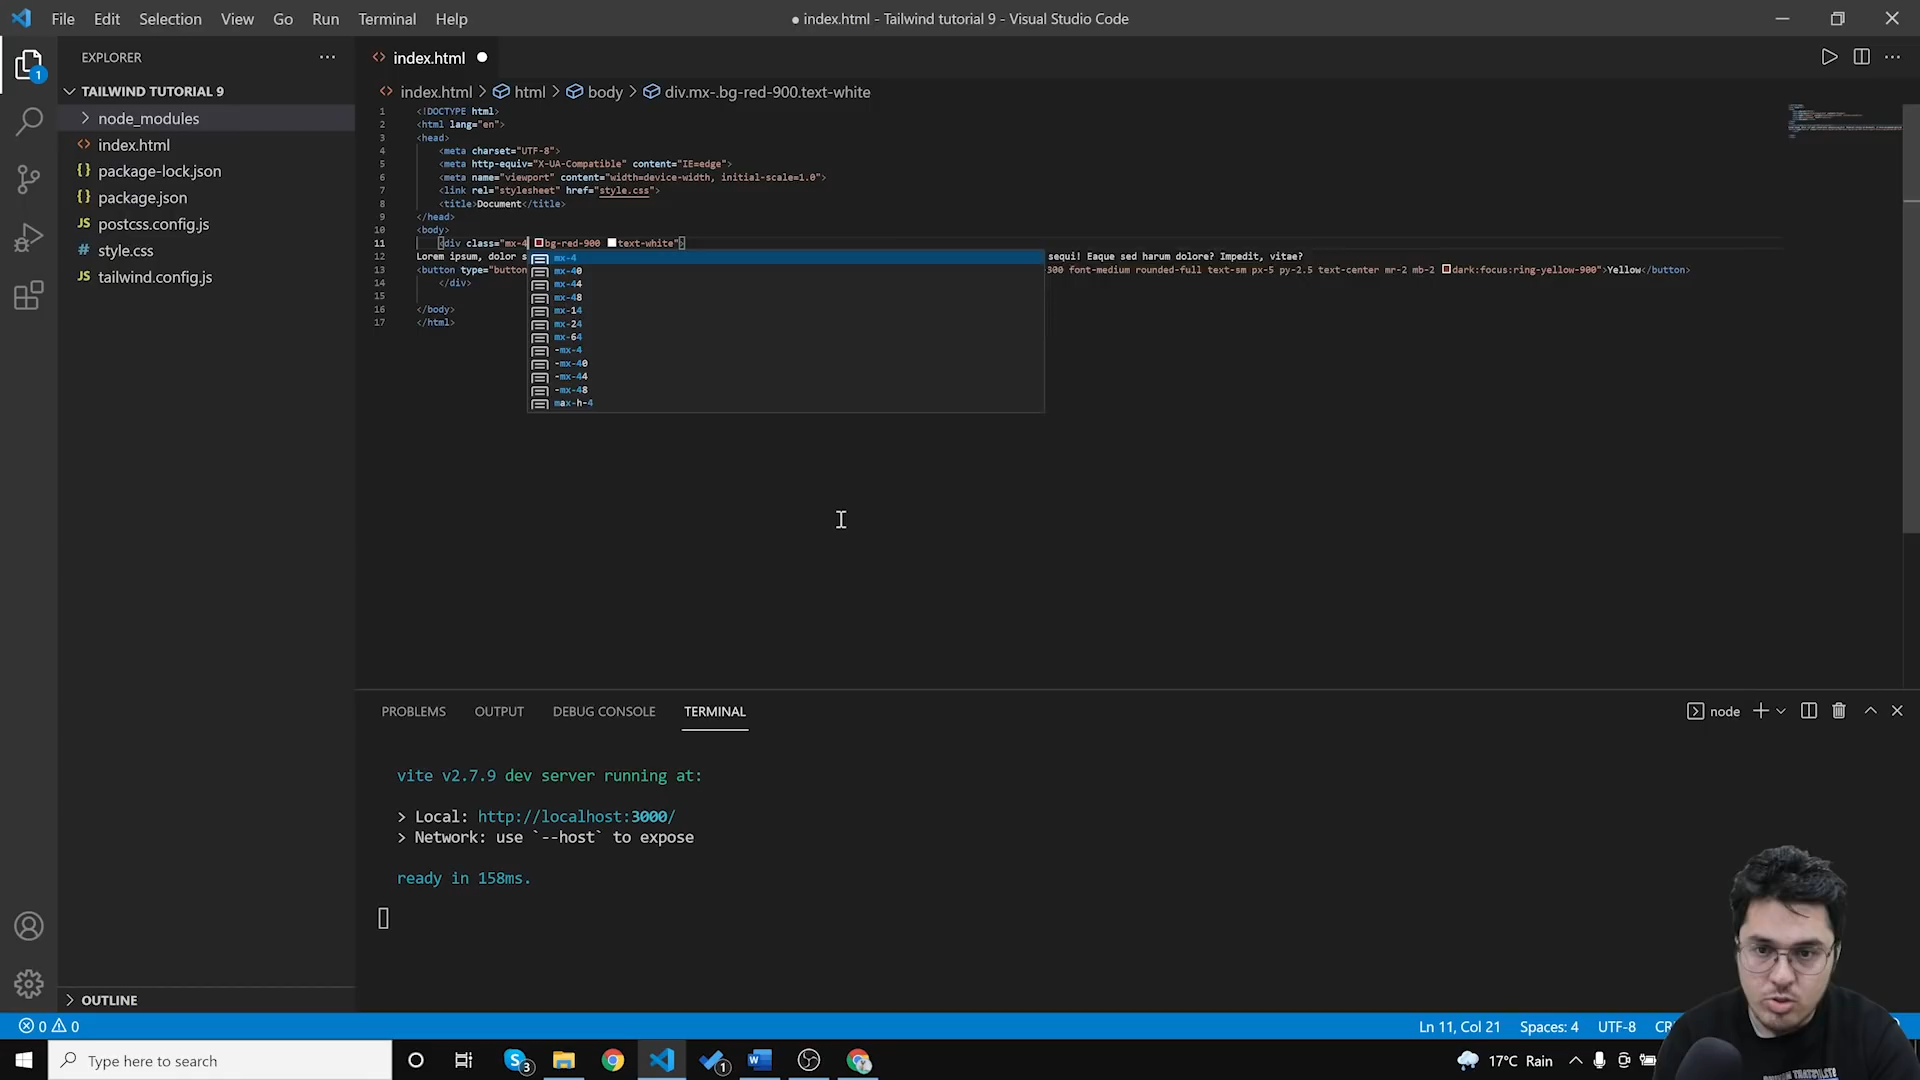 File Edit Selection View Go Run Terminal Help
● index.html - Tailwind tutorial 9 - Visual Studio Code
EXPLORER
TAILWIND TUTORIAL 9
node_modules
index.html
package-lock.json
package.json
postcss.config.js
style.css
tailwind.config.js
OUTLINE
1
index.html
index.html > html > body > div.mx-.bg-red-900.text-white
1 <!DOCTYPE html>
2 <html lang="en">
3 <head>
4 <meta charset="UTF-8">
5 <meta http-equiv="X-UA-Compatible" content="IE=edge">
6 <meta name="viewport" content="width=device-width, initial-scale=1.0">
7 <link rel="stylesheet" href="style.css">
8 <title>Document</title>
9 </head>
10 <body>
11 <div class="mx-4 bg-red-900 text-white">
12 Lorem ipsum, dolor s sequi! Eaque sed harum dolore? Impedit, vitae?
13 <button type="button 300 font-medium rounded-full text-sm px-5 py-2.5 text-center mr-2 mb-2 dark:focus:ring-yellow-900">Yellow</button>
14 </div>
15
16 </body>
17 </html>
mx-4
mx-40
mx-44
mx-48
mx-14
mx-24
mx-64
-mx-4
-mx-40
-mx-44
-mx-48
max-h-4
PROBLEMS OUTPUT DEBUG CONSOLE TERMINAL
node
vite v2.7.9 dev server running at:
> Local: http://localhost:3000/
> Network: use `--host` to expose
ready in 158ms.
0 0
Ln 11, Col 21 Spaces: 4 UTF-8
Type here to search
3
1
17°C Rain